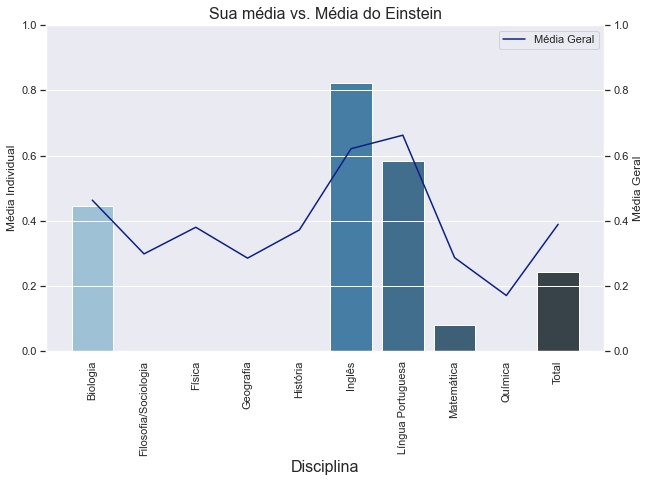 Sua média vs. Média do Einstein
1.0
0.8
0.6
0.4
0.2
0.0
Média Individual
1.0
0.8
0.6
0.4
0.2
0.0
Média Geral
Média Geral
Biologia
Filosofia/Sociologia
Física
Geografia
História
Inglês
Língua Portuguesa
Matemática
Química
Total
Disciplina